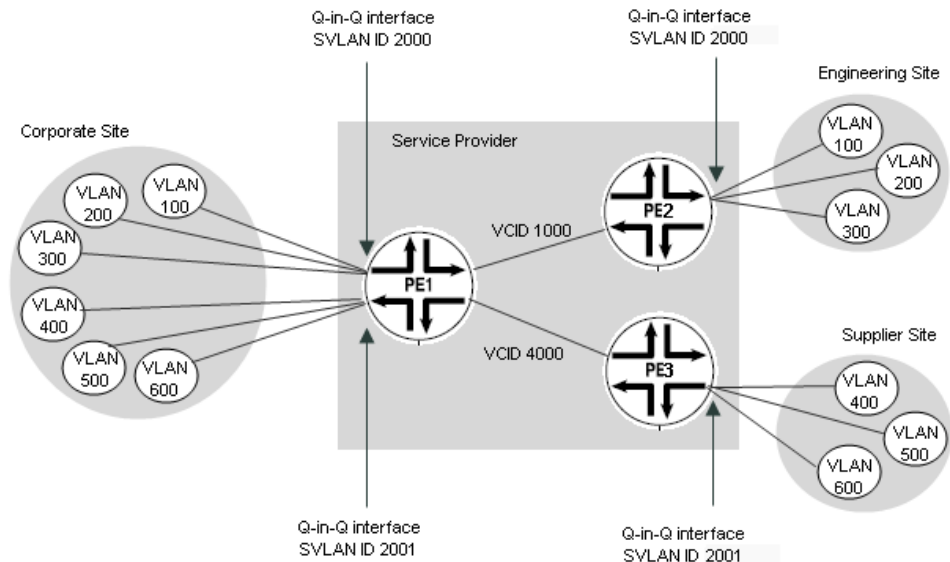 Q-in-Q interface
SVLAN ID 2000
Q-in-Q interface
SVLAN ID 2000
Engineering Site
Corporate Site
Service Provider
VLAN
100
VLAN
200
VLAN
300
VLAN
400
VLAN
500
VLAN
600
PE1
VCID 1000
VCID 4000
PE2
PE3
VLAN
100
VLAN
200
VLAN
300
Supplier Site
VLAN
400
VLAN
500
VLAN
600
Q-in-Q interface
SVLAN ID 2001
Q-in-Q interface
SVLAN ID 2001